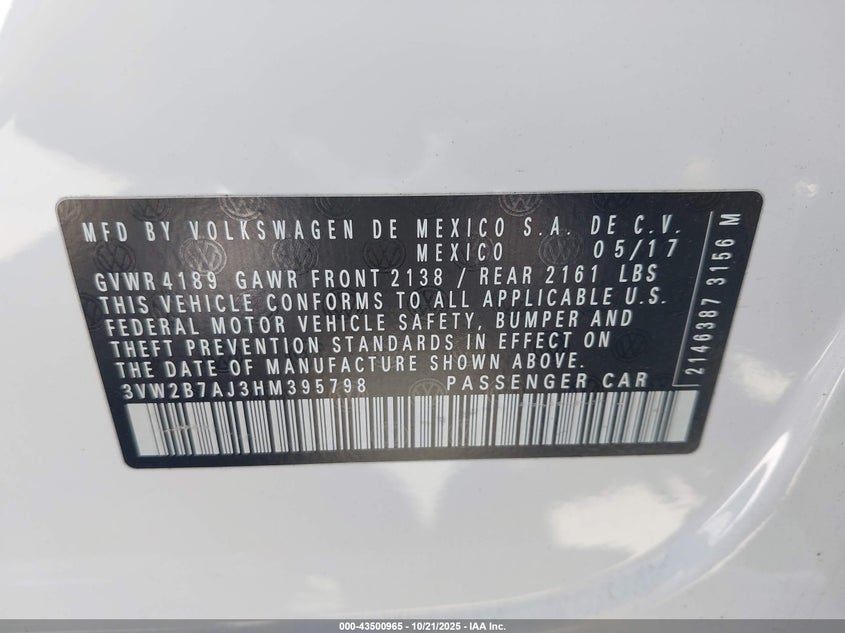 MFD BY VOLKSWAGEN DE MEXICO S.A. DE C.V.
MEXICO 05/17
GVWR 4189 GAWR FRONT 2138 / REAR 2161 LBS
THIS VEHICLE CONFORMS TO ALL APPLICABLE U.S.
FEDERAL MOTOR VEHICLE SAFETY, BUMPER AND
THEFT PREVENTION STANDARDS IN EFFECT ON
THE DATE OF MANUFACTURE SHOWN ABOVE.
3VW2B7AJ3HM395798 PASSENGER CAR
2146387 3156 M
000-43500965 - 10/21/2025 - IAA Inc.